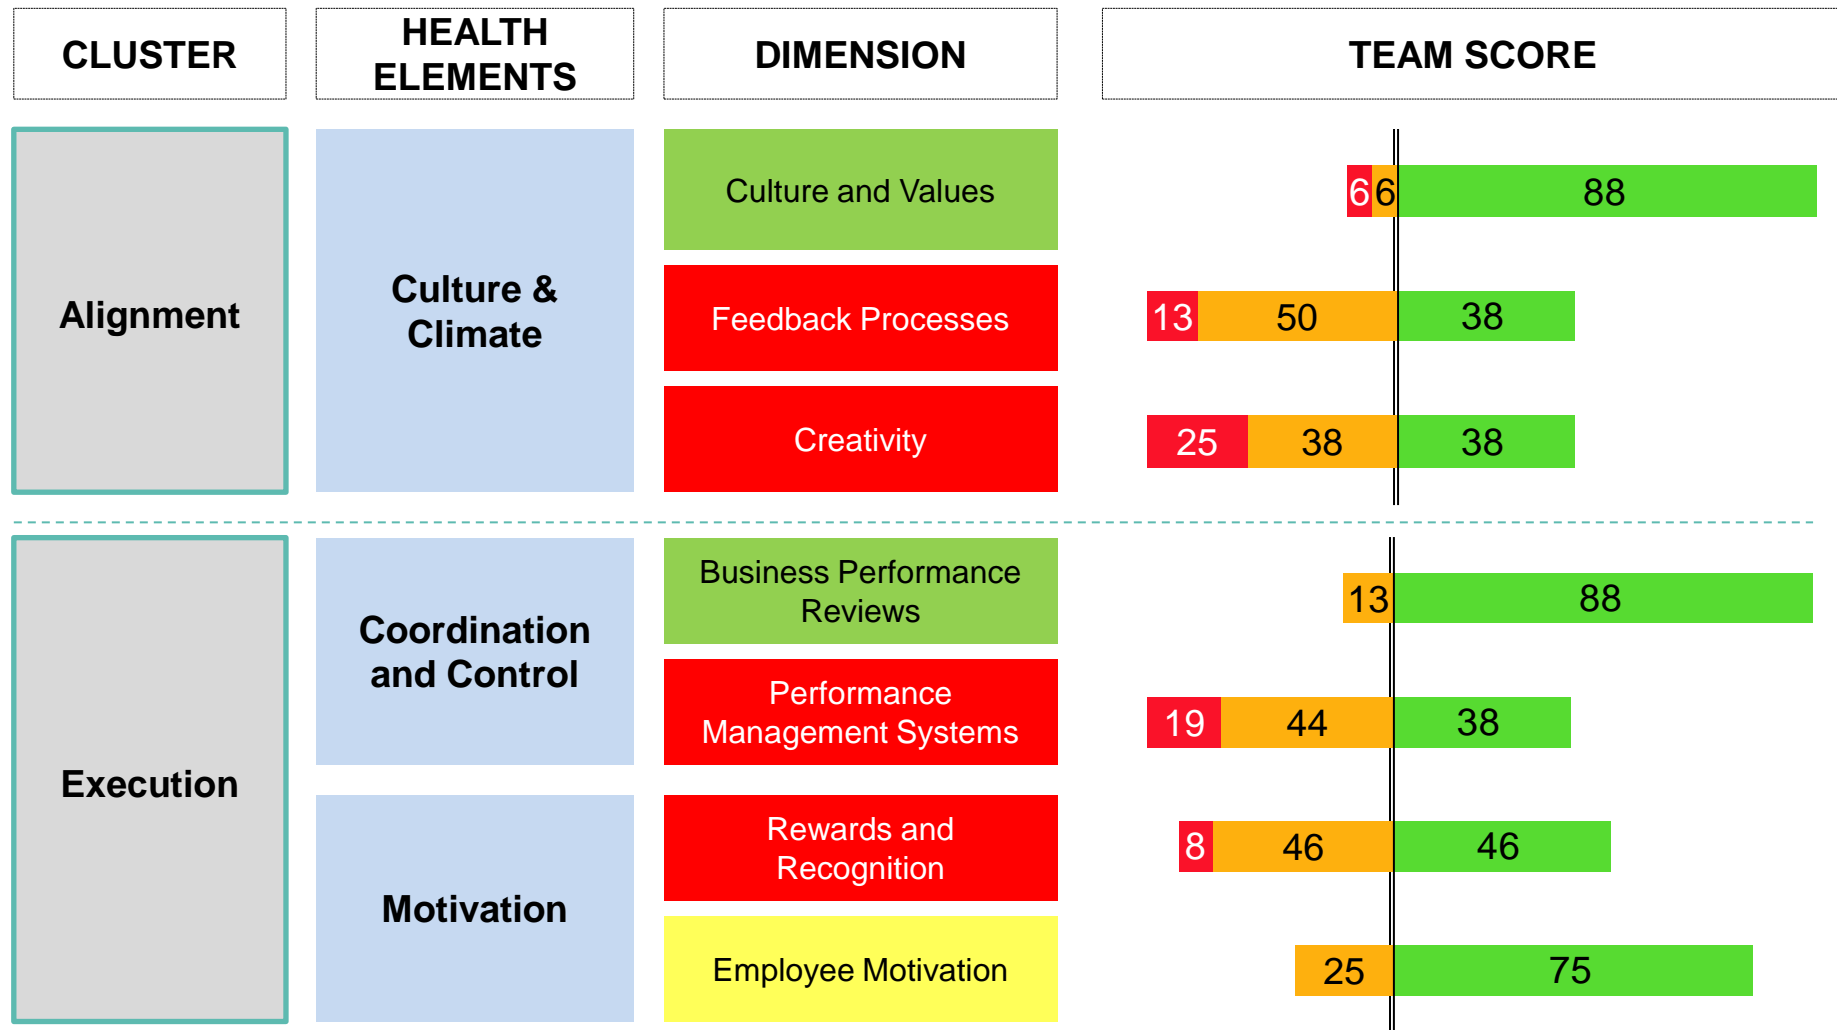 CLUSTER
HEALTH
ELEMENTS
DIMENSION
TEAM SCORE
Alignment
Culture &
Climate
Culture and Values
6 6 88
Feedback Processes
13 50 38
Creativity
25 38 38
Execution
Coordination
and Control
Business Performance
Reviews
13 88
Performance
Management Systems
19 44 38
Motivation
Rewards and
Recognition
8 46 46
Employee Motivation
25 75